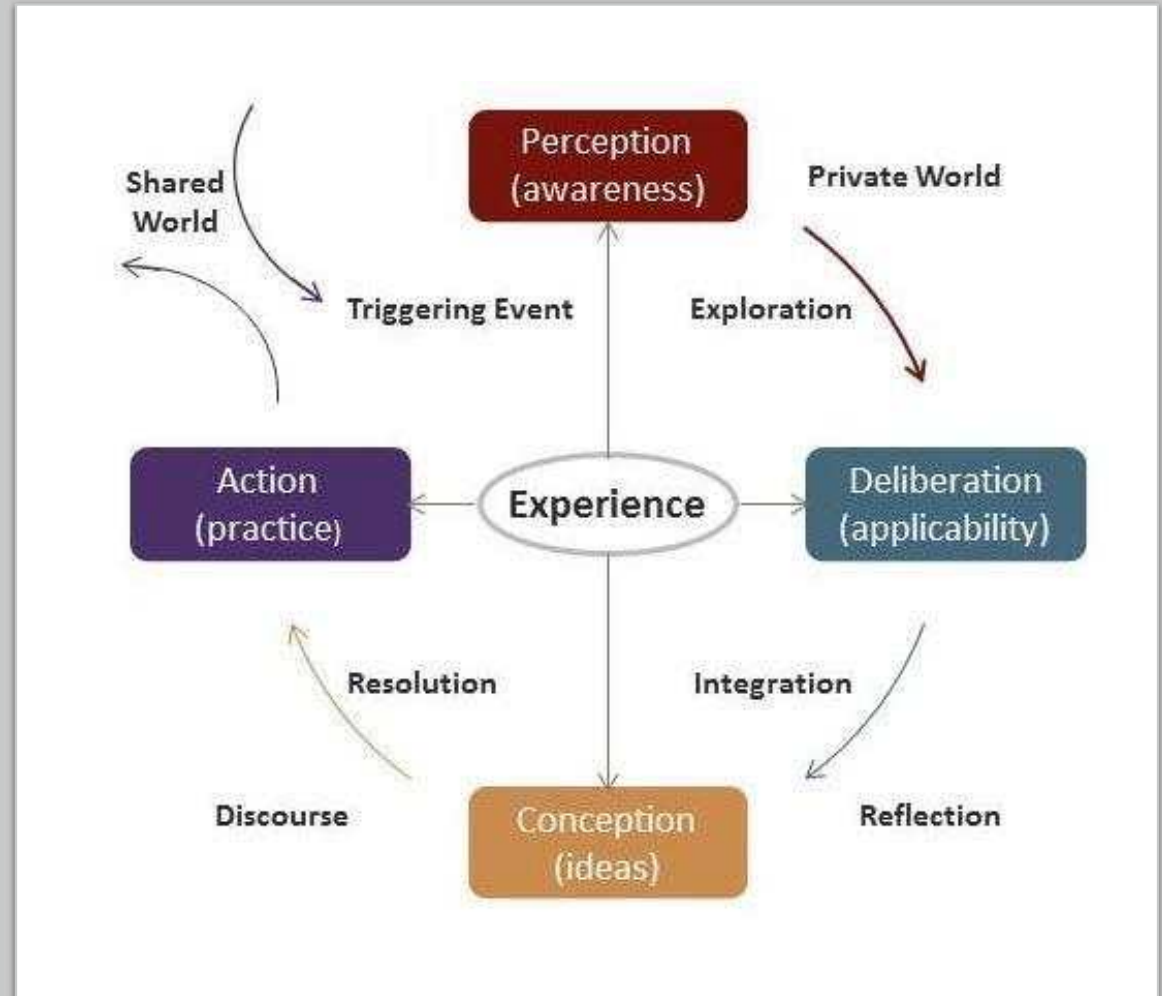 Perception
(awareness)
Shared
World
Private World
Triggering Event
Exploration
Action
(practice)
Experience
Deliberation
(applicability)
Resolution
Integration
Discourse
Conception
(ideas)
Reflection